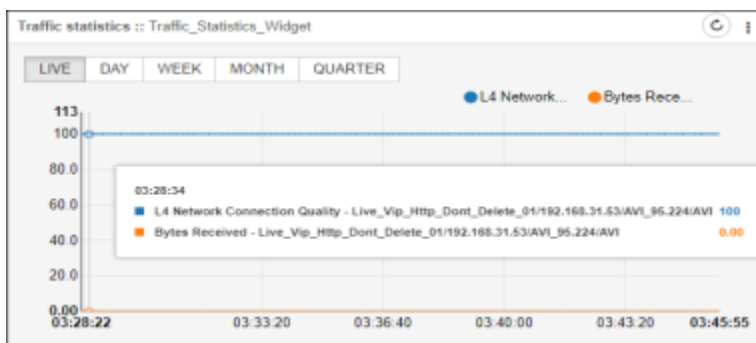 Traffic statistics :: Traffic_Statistics_Widget
LIVE DAY WEEK MONTH QUARTER
L4 Network... Bytes Rece...
113
100
80.0
60.0
40.0
20.0
0.00
03:28:34
L4 Network Connection Quality - Live_Vip_Http_Dont_Delete_01/192.168.31.53/AVI_95.224/AVI 100
Bytes Received - Live_Vip_Http_Dont_Delete_01/192.168.31.53/AVI_95.224/AVI 0.00
03:28:22 03:33:20 03:36:40 03:40:00 03:43:20 03:45:55